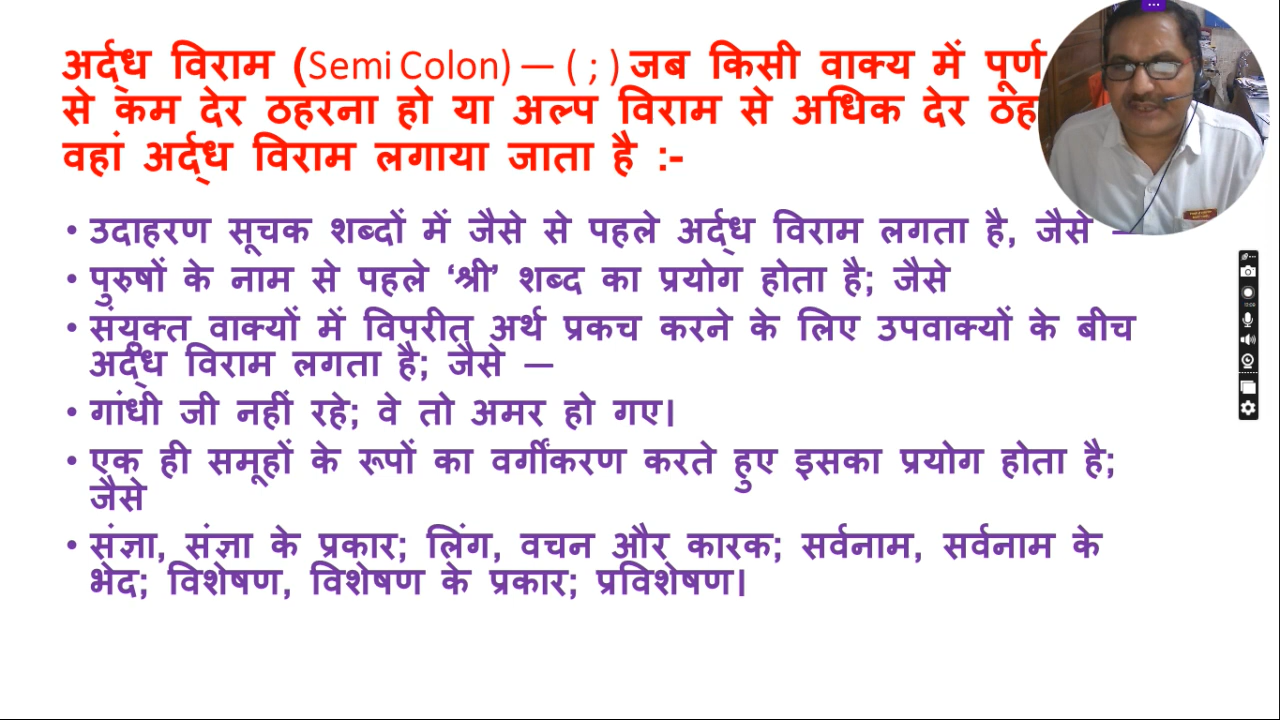 अर्द्ध विराम (Semi Colon) — ( ; ) जब किसी वाक्य में पूर्ण
से कम देर ठहरना हो या अल्प विराम से अधिक देर
वहां अर्द्ध विराम लगाया जाता है :-
• उदाहरण सूचक शब्दों में जैसे से पहले अर्द्ध विराम लगता है, जैसे —
• पुरुषों के नाम से पहले ‘श्री’ शब्द का प्रयोग होता है; जैसे
• संयुक्त वाक्यों में विपरीत अर्थ प्रकच करने के लिए उपवाक्यों के बीच
अर्द्ध विराम लगता है; जैसे —
• गांधी जी नहीं रहे; वे तो अमर हो गए।
• एक ही समूहों के रूपों का वर्गीकरण करते हुए इसका प्रयोग होता है;
जैसे
• संज्ञा, संज्ञा के प्रकार; लिंग, वचन और कारक; सर्वनाम, सर्वनाम के
भेद; विशेषण, विशेषण के प्रकार; प्रविशेषण।